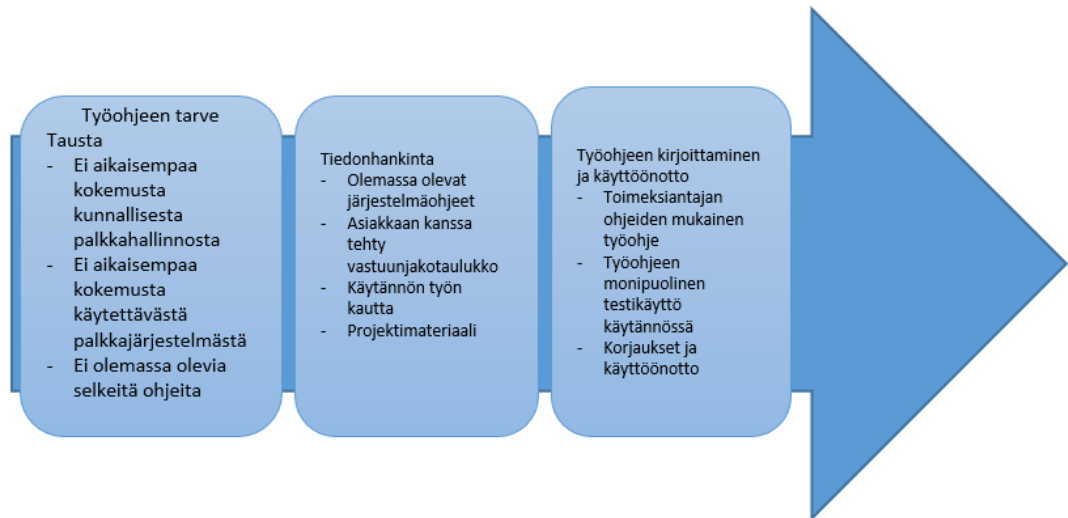 Työohjeen tarve
Tausta
- Ei aikaisempaa
kokemusta
kunnallisesta
palkkahallinnosta
- Ei aikaisempaa
kokemusta
käytettävästä
palkkajärjestelmästä
- Ei olemassa olevia
selkeitä ohjeita
Tiedonhankinta
- Olemassa olevat
järjestelmäohjeet
- Asiakkaan kanssa
tehty
vastuunjakotaulukko
- Käytännön työn
kautta
- Projektimateriaali
Työohjeen kirjoittaminen
ja käyttöönotto
- Toimeksiantajan
ohjeiden mukainen
työohje
- Työohjeen
monipuolinen
testikäyttö
käytännössä
- Korjaukset ja
käyttöönotto